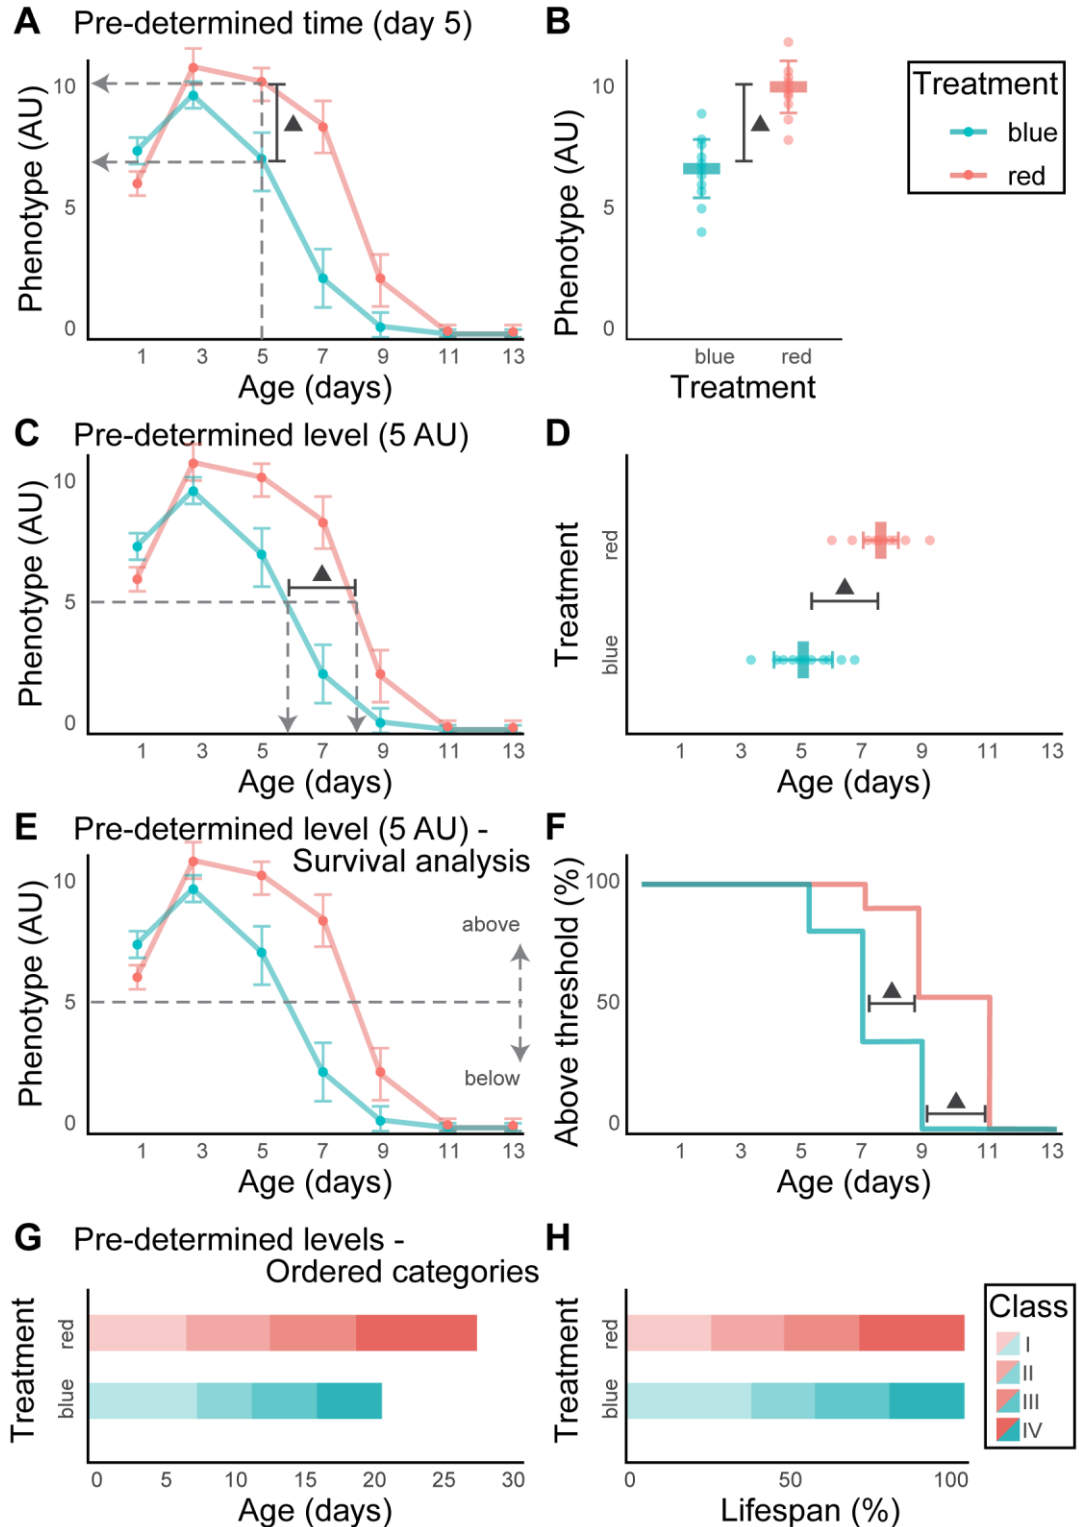 A Pre-determined time (day 5)
Phenotype (AU)
10
5
0
1 3 5 7 9 11 13
Age (days)
B
Phenotype (AU)
10
5
0
blue red
Treatment
Treatment
blue
red
C Pre-determined level (5 AU)
Phenotype (AU)
10
5
0
1 3 5 7 9 11 13
Age (days)
D
Treatment
red
blue
1 3 5 7 9 11 13
Age (days)
E Pre-determined level (5 AU) -
Survival analysis
Phenotype (AU)
10
5
0
above
below
1 3 5 7 9 11 13
Age (days)
F
Above threshold (%)
100
50
0
1 3 5 7 9 11 13
Age (days)
G Pre-determined levels -
Ordered categories
Treatment
red
blue
0 5 10 15 20 25 30
Age (days)
H
Treatment
red
blue
0 50 100
Lifespan (%)
Class
I
II
III
IV